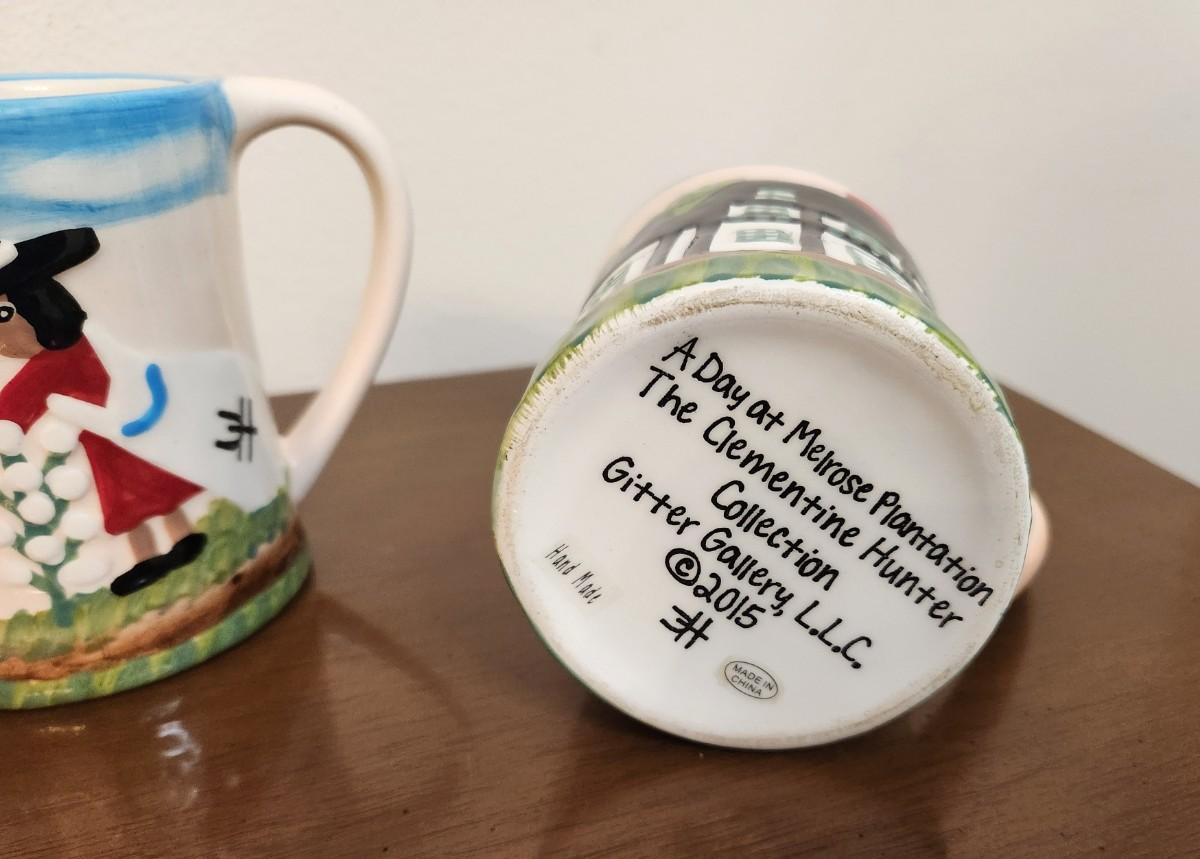 A Day at Melrose Plantation
The Clementine Hunter
Collection
Gitter Gallery, L.L.C.
©2015
Hand Made
MADE IN
CHINA